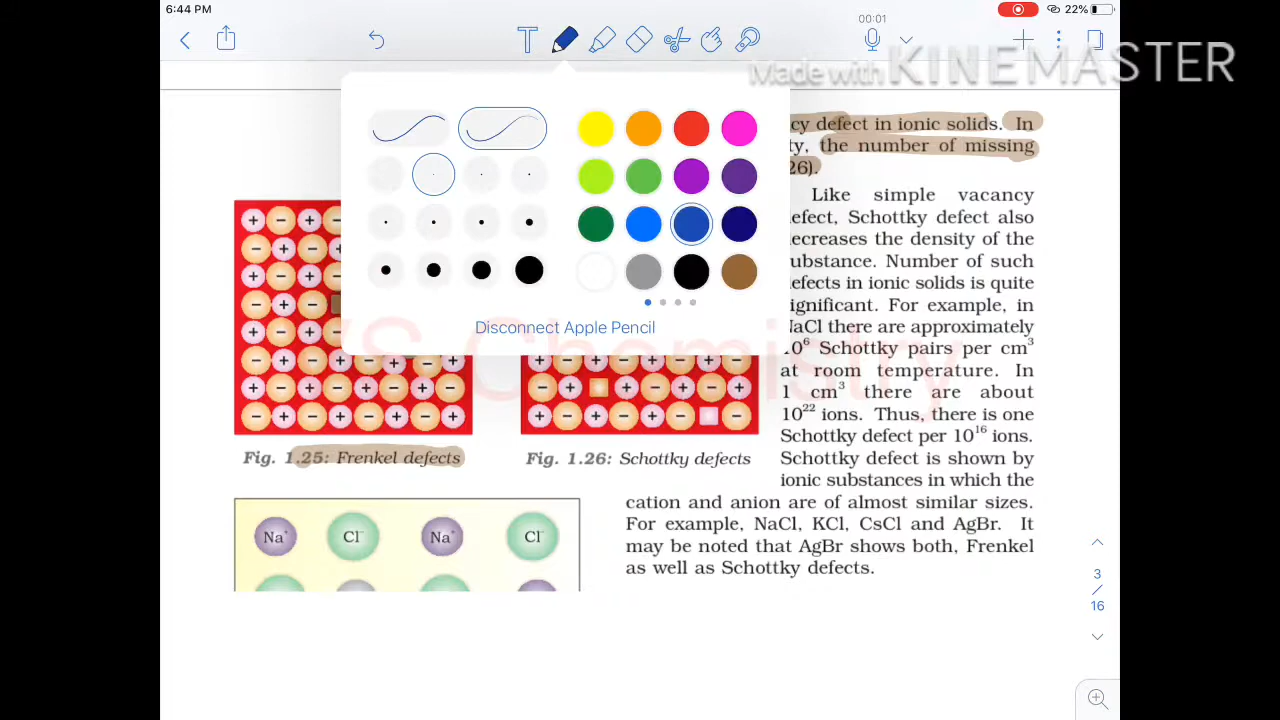 6:44 PM
22%
00:01
Made with KINEMASTER
cy defect in ionic solids. In
ty, the number of missing
26).
Like simple vacancy
efect, Schottky defect also
ecreases the density of the
ubstance. Number of such
efects in ionic solids is quite
ignificant. For example, in
NaCl there are approximately
10⁶ Schottky pairs per cm³
at room temperature. In
1 cm³ there are about
10²² ions. Thus, there is one
Schottky defect per 10¹⁶ ions.
Schottky defect is shown by
ionic substances in which the
cation and anion are of almost similar sizes.
For example, NaCl, KCl, CsCl and AgBr. It
may be noted that AgBr shows both, Frenkel
as well as Schottky defects.
Disconnect Apple Pencil
S Chemistry
Fig. 1.25: Frenkel defects
Fig. 1.26: Schottky defects
Na⁺ Cl⁻ Na⁺ Cl⁻
3
/
16